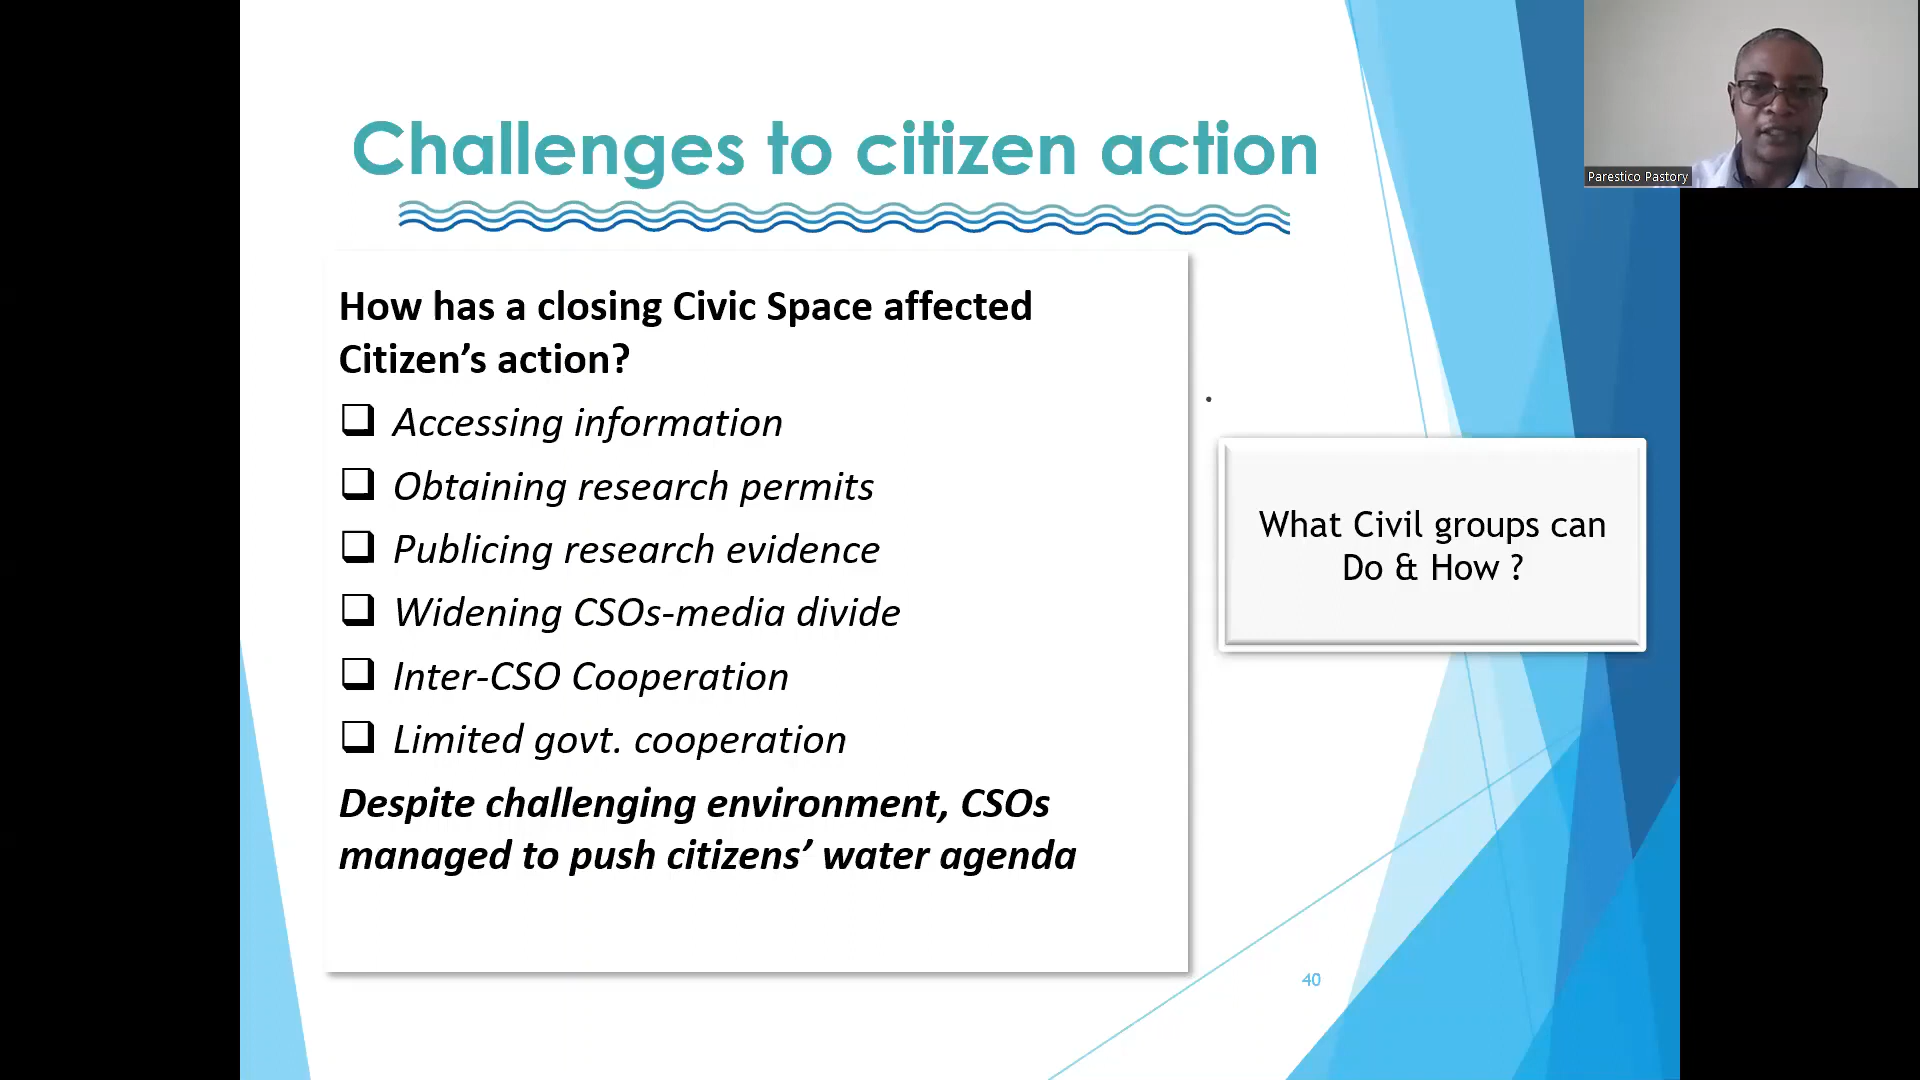 Challenges to citizen action
Parestico Pastory
How has a closing Civic Space affected
Citizen’s action?
Accessing information
Obtaining research permits
Publicing research evidence
Widening CSOs-media divide
Inter-CSO Cooperation
Limited govt. cooperation
Despite challenging environment, CSOs
managed to push citizens’ water agenda
.
What Civil groups can
Do & How ?
40